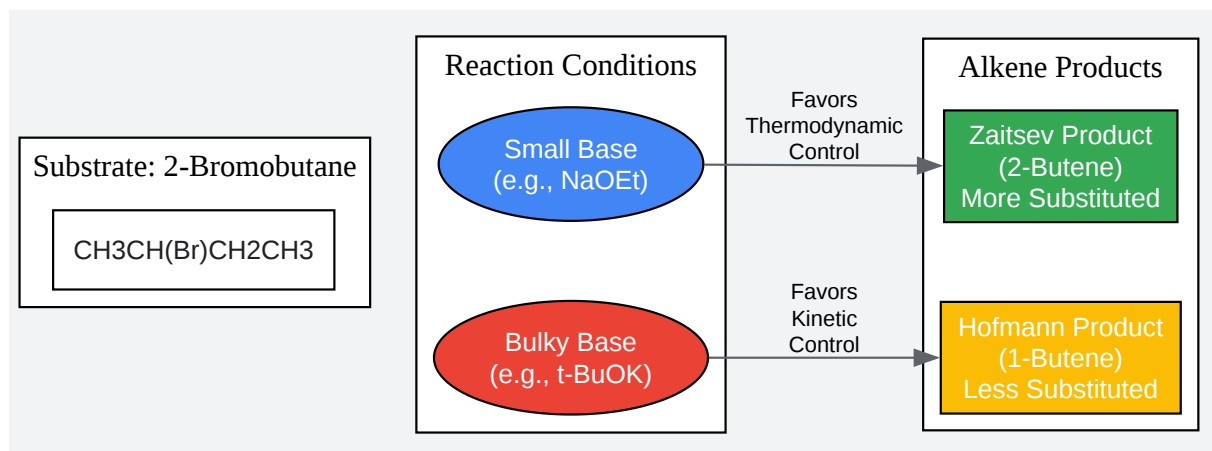 Substrate: 2-Bromobutane
CH3CH(Br)CH2CH3
Reaction Conditions
Small Base
(e.g., NaOEt)
Bulky Base
(e.g., t-BuOK)
Favors
Thermodynamic
Control
Favors
Kinetic
Control
Alkene Products
Zaitsev Product
(2-Butene)
More Substituted
Hofmann Product
(1-Butene)
Less Substituted